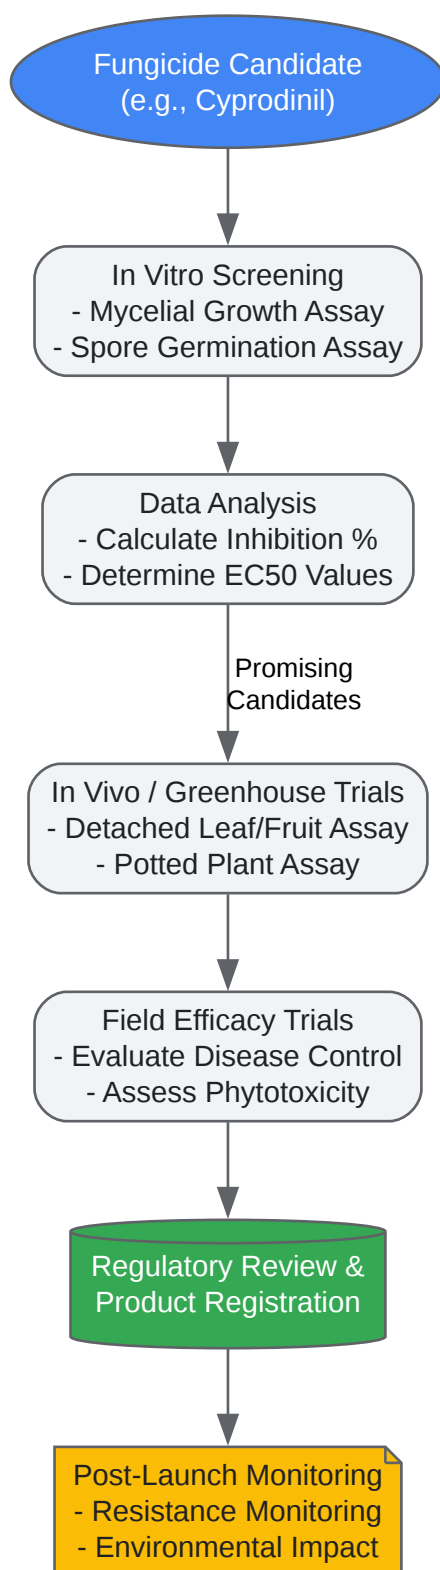 Fungicide Candidate
(e.g., Cyprodinil)
In Vitro Screening
- Mycelial Growth Assay
- Spore Germination Assay
Data Analysis
- Calculate Inhibition %
- Determine EC50 Values
Promising
Candidates
In Vivo / Greenhouse Trials
- Detached Leaf/Fruit Assay
- Potted Plant Assay
Field Efficacy Trials
- Evaluate Disease Control
- Assess Phytotoxicity
Regulatory Review &
Product Registration
Post-Launch Monitoring
- Resistance Monitoring
- Environmental Impact